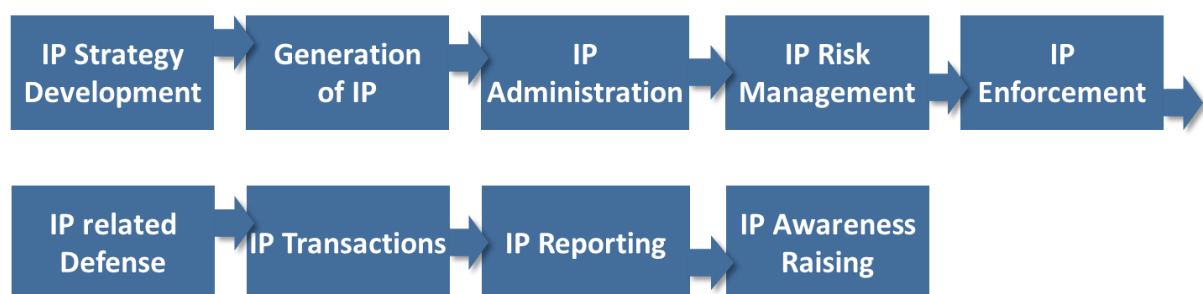 IP Strategy
Development
Generation
of IP
IP
Administration
IP Risk
Management
IP
Enforcement
IP related
Defense
IP Transactions
IP Reporting
IP Awareness
Raising